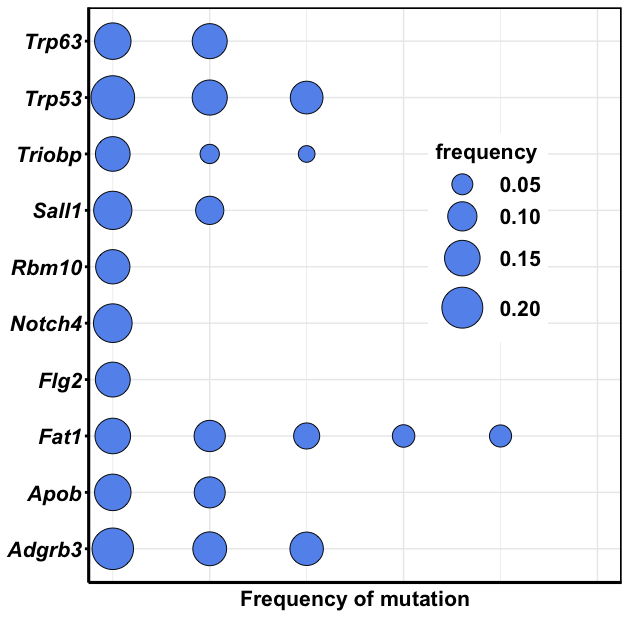 Trp63
Trp53
Triobp
Sall1
Rbm10
Notch4
Flg2
Fat1
Apob
Adgrb3
frequency
0.05
0.10
0.15
0.20
Frequency of mutation